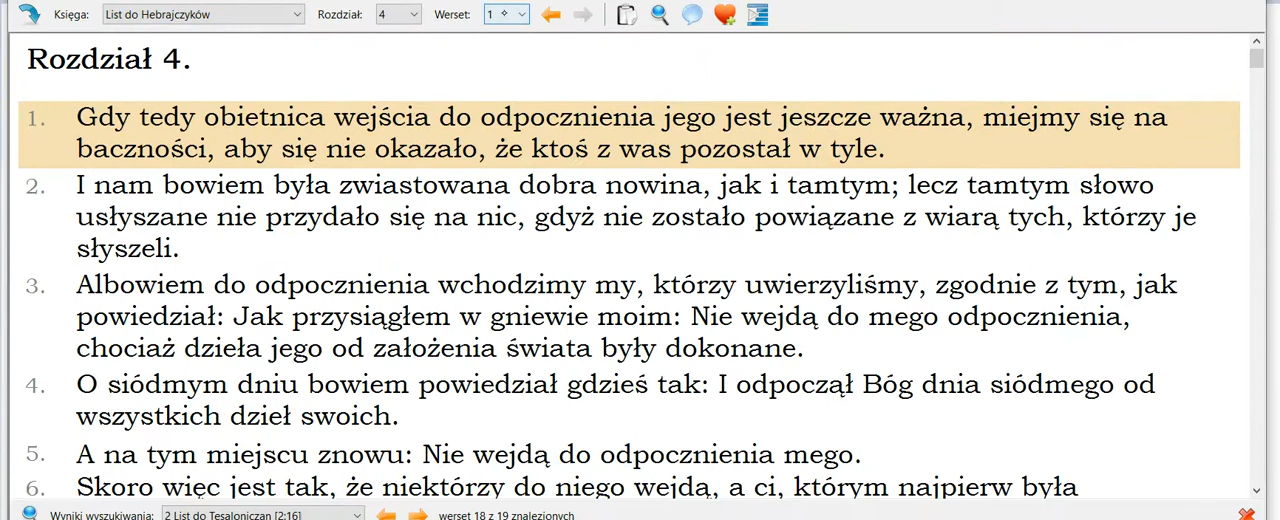 Księga: List do Hebrajczyków Rozdział: 4 Werset: 1
Rozdział 4.
1. Gdy tedy obietnica wejścia do odpocznienia jego jest jeszcze ważna, miejmy się na
baczności, aby się nie okazało, że ktoś z was pozostał w tyle.
2. I nam bowiem była zwiastowana dobra nowina, jak i tamtym; lecz tamtym słowo
usłyszane nie przydało się na nic, gdyż nie zostało powiązane z wiarą tych, którzy je
słyszeli.
3. Albowiem do odpocznienia wchodzimy my, którzy uwierzyliśmy, zgodnie z tym, jak
powiedział: Jak przysiągłem w gniewie moim: Nie wejdą do mego odpocznienia,
chociaż dzieła jego od założenia świata były dokonane.
4. O siódmym dniu bowiem powiedział gdzieś tak: I odpoczął Bóg dnia siódmego od
wszystkich dzieł swoich.
5. A na tym miejscu znowu: Nie wejdą do odpocznienia mego.
6. Skoro więc jest tak, że niektórzy do niego wejdą, a ci, którym najpierw była
Wyniki wyszukiwania: 2 List do Tesaloniczan [2:16] werset 18 z 19 znalezionych